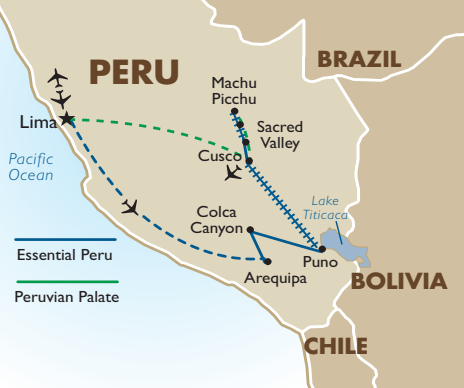 BRAZIL
PERU
Machu
Picchu
Lima
Sacred
Valley
Cusco
Pacific
Ocean
Lake
Titicaca
Colca
Canyon
Essential Peru
Puno
Arequipa
BOLIVIA
Peruvian Palate
CHILE